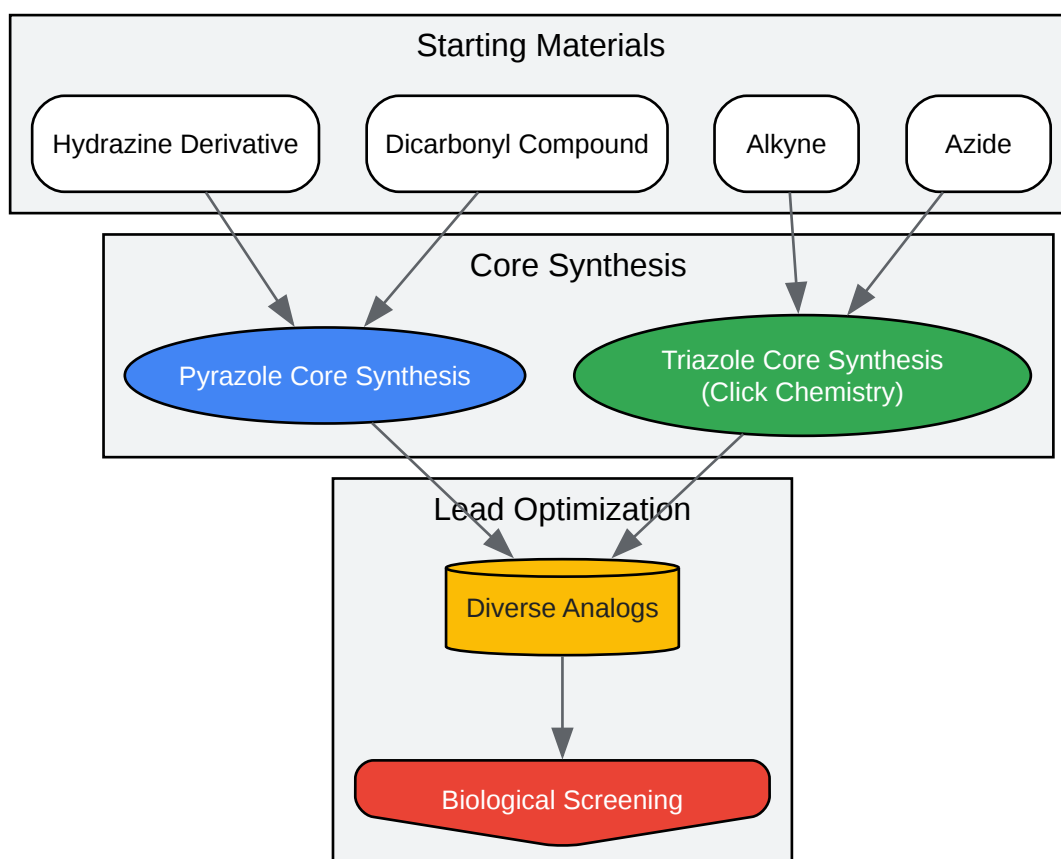 Starting Materials
Hydrazine Derivative
Dicarbonyl Compound
Alkyne
Azide
Core Synthesis
Pyrazole Core Synthesis
Triazole Core Synthesis
(Click Chemistry)
Lead Optimization
Diverse Analogs
Biological Screening